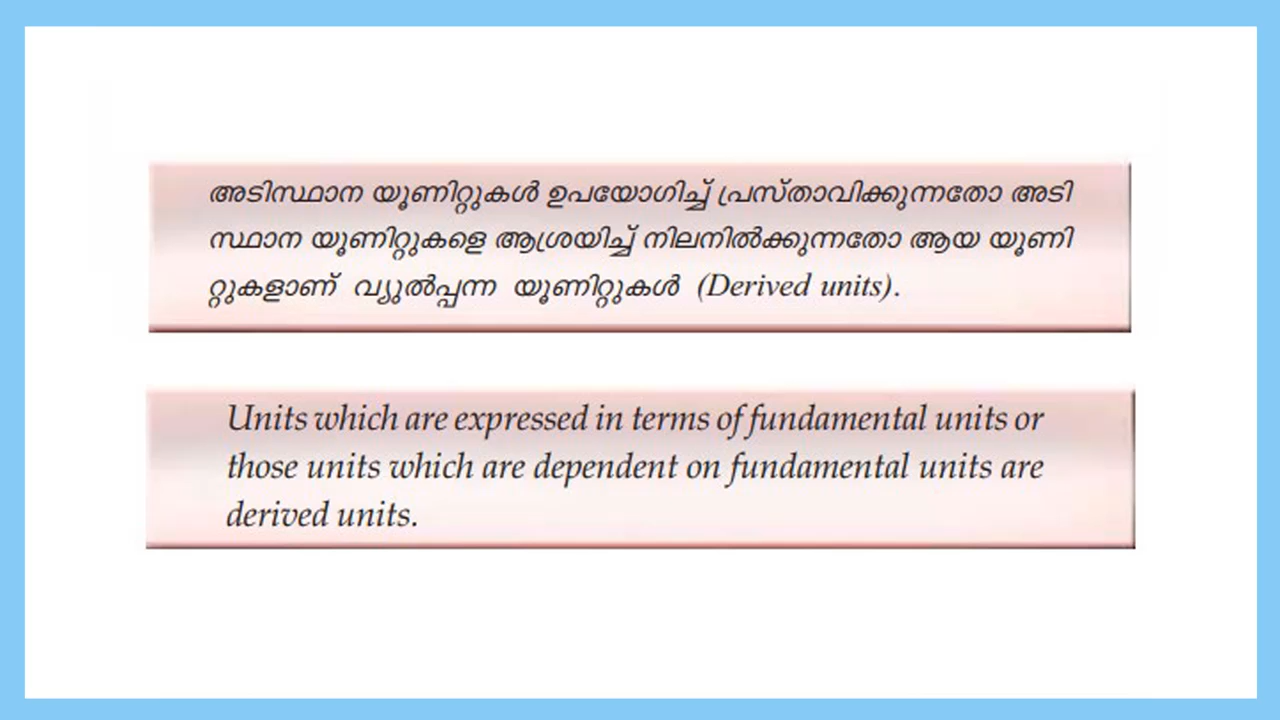 അടിസ്ഥാന യൂണിറ്റുകൾ ഉപയോഗിച്ച് പ്രസ്താവിക്കുന്നതോ അടി
സ്ഥാന യൂണിറ്റുകളെ ആശ്രയിച്ച് നിലനിൽക്കുന്നതോ ആയ യൂണി
റ്റുകളാണ് വ്യുൽപ്പന്ന യൂണിറ്റുകൾ (Derived units).
Units which are expressed in terms of fundamental units or
those units which are dependent on fundamental units are
derived units.